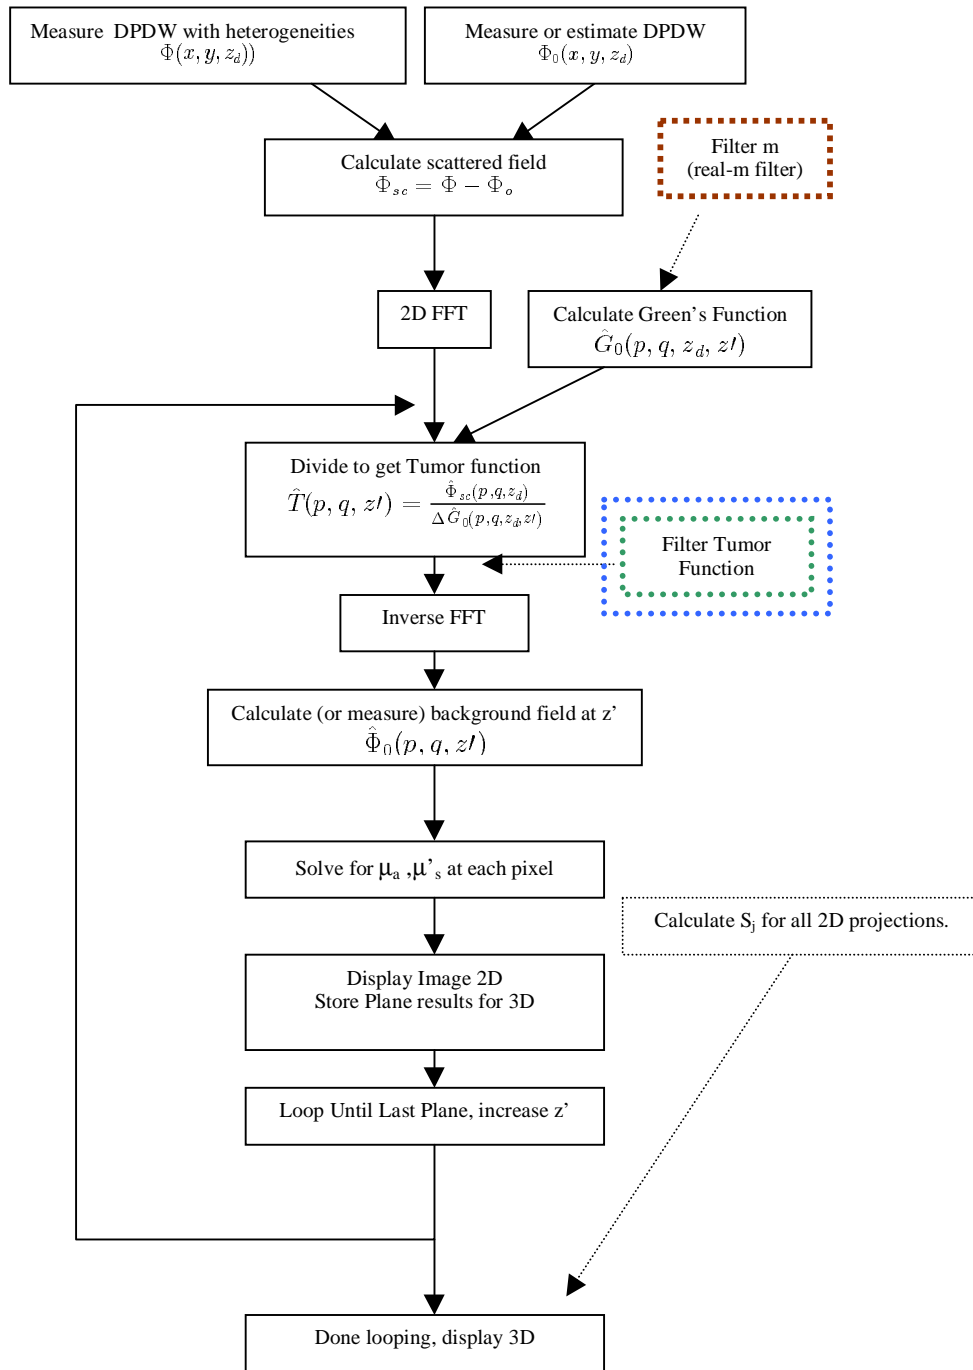 Measure DPDW with heterogeneities
Φ(x, y, z_d))
Measure or estimate DPDW
Φ_0(x, y, z_d)
Calculate scattered field
Φ_sc = Φ − Φ_o
Filter m
(real-m filter)
2D FFT
Calculate Green's Function
Ĝ_0(p, q, z_d, z′)
Divide to get Tumor function
T̂(p, q, z′) = Φ̂_sc(p,q,z_d) / Δ Ĝ_0(p,q,z_d,z′)
Filter Tumor
Function
Inverse FFT
Calculate (or measure) background field at z'
Φ̂_0(p, q, z′)
Solve for μ_a ,μ'_s at each pixel
Calculate S_j for all 2D projections.
Display Image 2D
Store Plane results for 3D
Loop Until Last Plane, increase z'
Done looping, display 3D